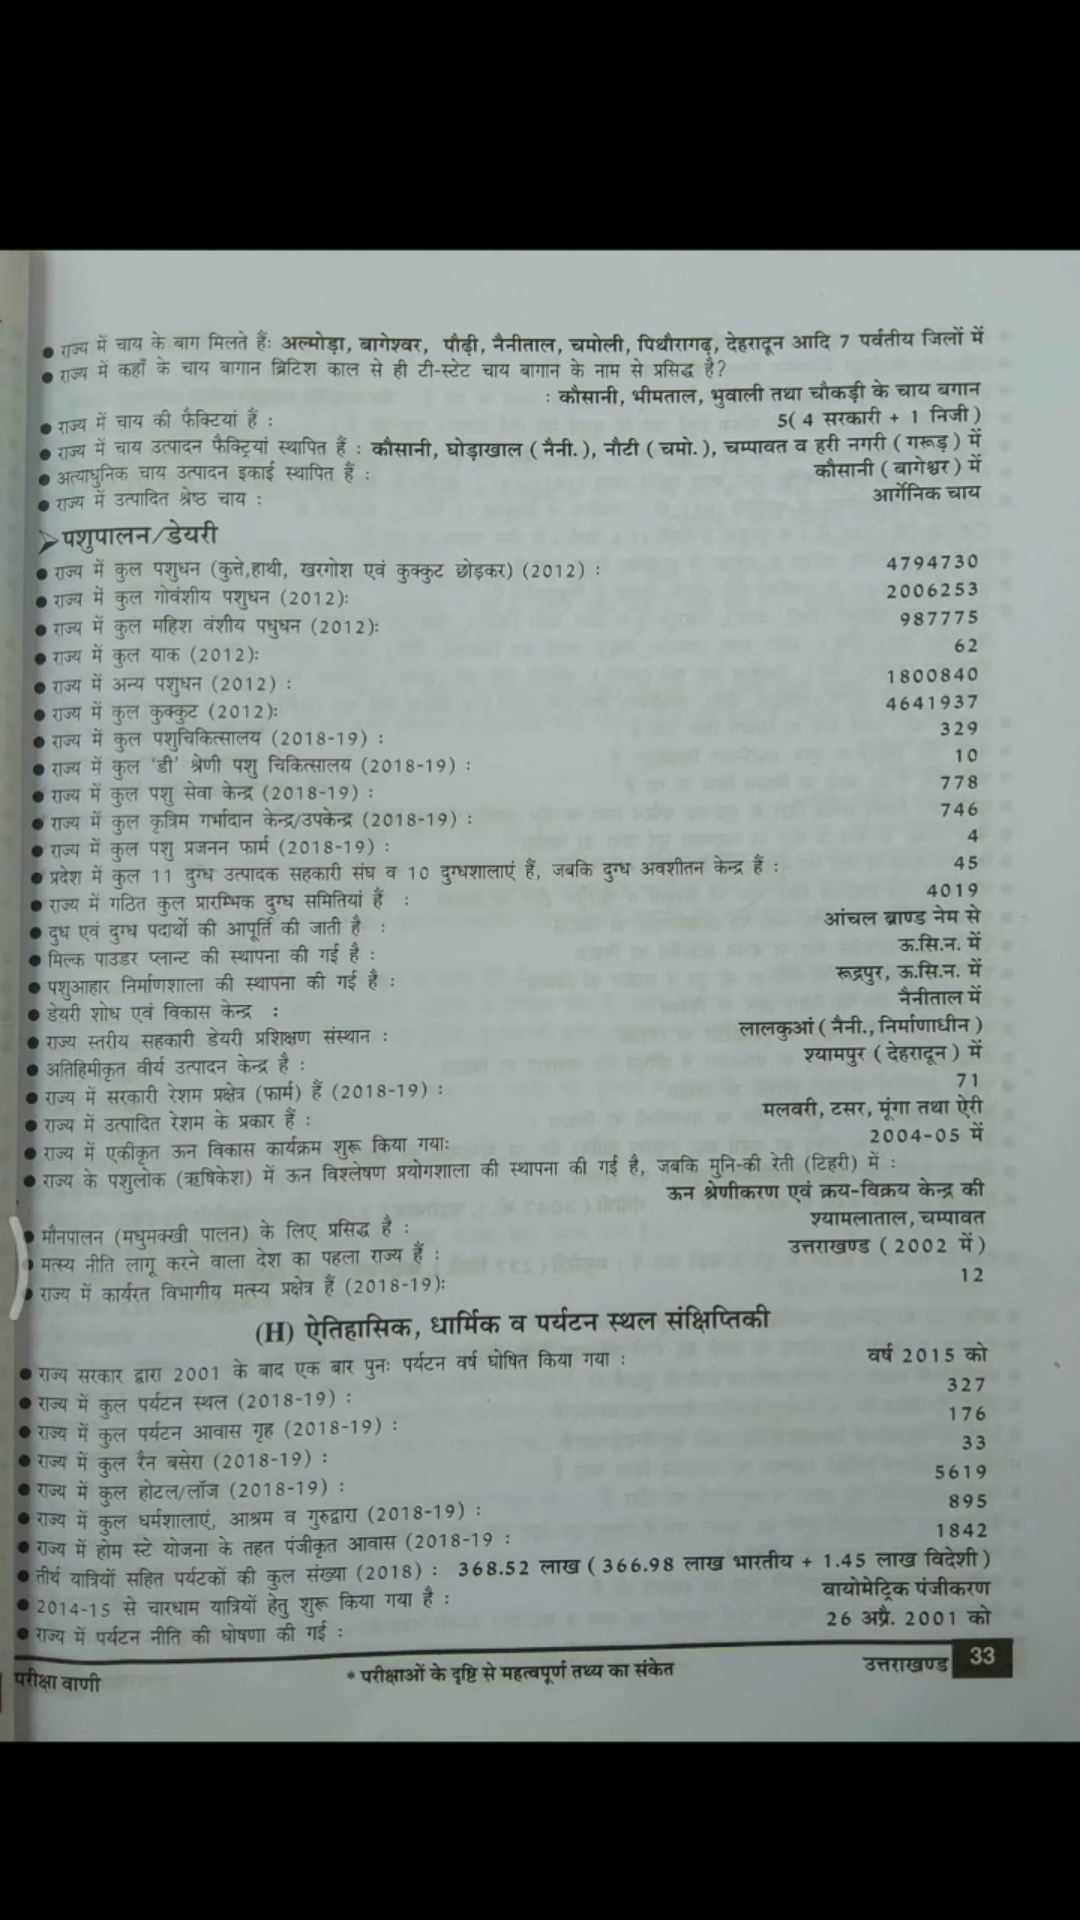 ● राज्य में चाय के बाग मिलते हैंः अल्मोड़ा, बागेश्वर, पौढ़ी, नैनीताल, चमोली, पिथौरागढ़, देहरादून आदि 7 पर्वतीय जिलों में
● राज्य में कहाँ के चाय बागान ब्रिटिश काल से ही टी-स्टेट चाय बागान के नाम से प्रसिद्ध है?
: कौसानी, भीमताल, भुवाली तथा चौकड़ी के चाय बगान
● राज्य में चाय की फैक्टियां हैं : 5( 4 सरकारी + 1 निजी )
● राज्य में चाय उत्पादन फैक्ट्रियां स्थापित हैं : कौसानी, घोड़ाखाल ( नैनी. ), नौटी ( चमो. ), चम्पावत व हरी नगरी ( गरूड़ ) में
● अत्याधुनिक चाय उत्पादन इकाई स्थापित हैं : कौसानी ( बागेश्वर ) में
● राज्य में उत्पादित श्रेष्ठ चाय : आर्गेनिक चाय
➤पशुपालन/डेयरी
● राज्य में कुल पशुधन (कुत्ते,हाथी, खरगोश एवं कुक्कुट छोड़कर) (2012) : 4794730
● राज्य में कुल गोवंशीय पशुधन (2012)ः 2006253
● राज्य में कुल महिश वंशीय पधुधन (2012)ः 987775
● राज्य में कुल याक (2012)ः 62
● राज्य में अन्य पशुधन (2012) : 1800840
● राज्य में कुल कुक्कुट (2012)ः 4641937
● राज्य में कुल पशुचिकित्सालय (2018-19) : 329
● राज्य में कुल ‘डी’ श्रेणी पशु चिकित्सालय (2018-19) : 10
● राज्य में कुल पशु सेवा केन्द्र (2018-19) : 778
● राज्य में कुल कृत्रिम गर्भादान केन्द्र/उपकेन्द्र (2018-19) : 746
● राज्य में कुल पशु प्रजनन फार्म (2018-19) : 4
● प्रदेश में कुल 11 दुग्ध उत्पादक सहकारी संघ व 10 दुग्धशालाएं हैं, जबकि दुग्ध अवशीतन केन्द्र हैं : 45
● राज्य में गठित कुल प्रारम्भिक दुग्ध समितियां हैं : 4019
● दुध एवं दुग्ध पदार्थो की आपूर्ति की जाती है : आंचल ब्राण्ड नेम से
● मिल्क पाउडर प्लान्ट की स्थापना की गई है : ऊ.सि.न. में
● पशुआहार निर्माणशाला की स्थापना की गई है : रूद्रपुर, ऊ.सि.न. में
● डेयरी शोध एवं विकास केन्द्र : नैनीताल में
● राज्य स्तरीय सहकारी डेयरी प्रशिक्षण संस्थान : लालकुआं ( नैनी., निर्माणाधीन )
● अतिहिमीकृत वीर्य उत्पादन केन्द्र है : श्यामपुर ( देहरादून ) में
● राज्य में सरकारी रेशम प्रक्षेत्र (फार्म) हैं (2018-19) : 71
● राज्य में उत्पादित रेशम के प्रकार हैं : मलवरी, टसर, मूंगा तथा ऐरी
● राज्य में एकीकृत ऊन विकास कार्यक्रम शुरू किया गयाः 2004-05 में
● राज्य के पशुलोक (ऋषिकेश) में ऊन विश्लेषण प्रयोगशाला की स्थापना की गई है, जबकि मुनि-की रेती (टिहरी) में :
ऊन श्रेणीकरण एवं क्रय-विक्रय केन्द्र की
● मौनपालन (मधुमक्खी पालन) के लिए प्रसिद्ध है : श्यामलाताल, चम्पावत
● मत्स्य नीति लागू करने वाला देश का पहला राज्य हैं : उत्तराखण्ड ( 2002 में )
● राज्य में कार्यरत विभागीय मत्स्य प्रक्षेत्र हैं (2018-19)ः 12
(H) ऐतिहासिक, धार्मिक व पर्यटन स्थल संक्षिप्तिकी
● राज्य सरकार द्वारा 2001 के बाद एक बार पुनः पर्यटन वर्ष घोषित किया गया : वर्ष 2015 को
● राज्य में कुल पर्यटन स्थल (2018-19) : 327
● राज्य में कुल पर्यटन आवास गृह (2018-19) : 176
● राज्य में कुल रैन बसेरा (2018-19) : 33
● राज्य में कुल होटल/लॉज (2018-19) : 5619
● राज्य में कुल धर्मशालाएं, आश्रम व गुरुद्वारा (2018-19) : 895
● राज्य में होम स्टे योजना के तहत पंजीकृत आवास (2018-19 : 1842
● तीर्थ यात्रियों सहित पर्यटकों की कुल संख्या (2018) : 368.52 लाख ( 366.98 लाख भारतीय + 1.45 लाख विदेशी )
● 2014-15 से चारधाम यात्रियों हेतु शुरू किया गया है : वायोमेट्रिक पंजीकरण
● राज्य में पर्यटन नीति की घोषणा की गई : 26 अप्रै. 2001 को
परीक्षा वाणी * परीक्षाओं के दृष्टि से महत्वपूर्ण तथ्य का संकेत उत्तराखण्ड 33